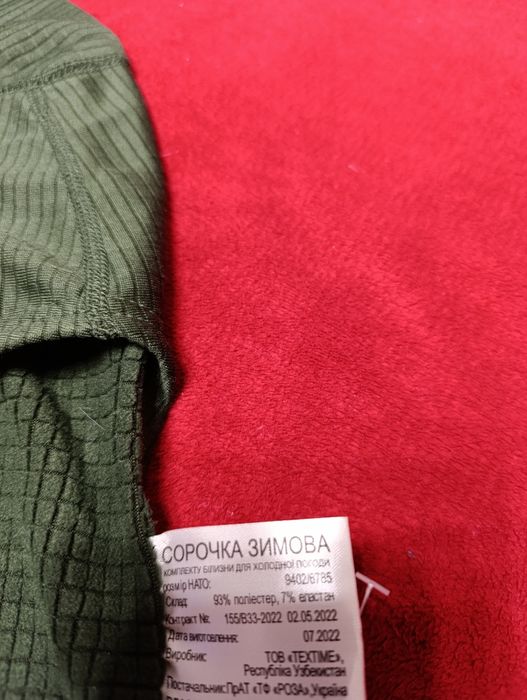 СОРОЧКА ЗИМОВА
КОМПЛЕКТУ БІЛИЗНИ ДЛЯ ХОЛОДНОЇ ПОГОДИ
розмір НАТО: 9402/6785
Склад: 93% поліестер, 7% еластан
Контракт №: 155/ВЗЗ-2022 02.05.2022
Дата виготовлення: 07.2022
Виробник: ТОВ «TEXTIME»,
Республіка Узбекистан
Постачальник: ПрАТ «ТФ «РОЗА», Україна